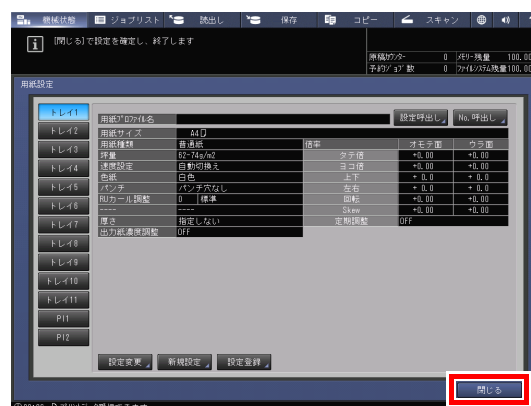 機械状態 ジョブリスト 読出し 保存 コピー スキャン
[閉じる]で設定を確定し、終了します
原稿カウンター 0 メモリー残量 100.00
予約ジョブ数 0 ファイルシステム残量100.00
用紙設定
トレイ1
トレイ2
トレイ3
トレイ4
トレイ5
トレイ6
トレイ7
トレイ8
トレイ9
トレイ10
トレイ11
PI1
PI2
用紙プロファイル名 設定呼出し No.呼出し
用紙サイズ A4
用紙種類 普通紙 倍率 オモテ面 ウラ面
坪量 62-74g/m2 タテ倍 +0.00 +0.00
速度設定 自動切換え ヨコ倍 +0.00 +0.00
色紙 白色 上下 + 0.0 + 0.0
パンチ パンチ穴なし 左右 + 0.0 + 0.0
RUカール調整 0 標準 回転 +0.00 +0.00
---- ---- Skew +0.00 +0.00
厚さ 指定しない 定期調整 OFF
出力紙濃度調整 OFF
設定変更 新規設定 設定登録
閉じる